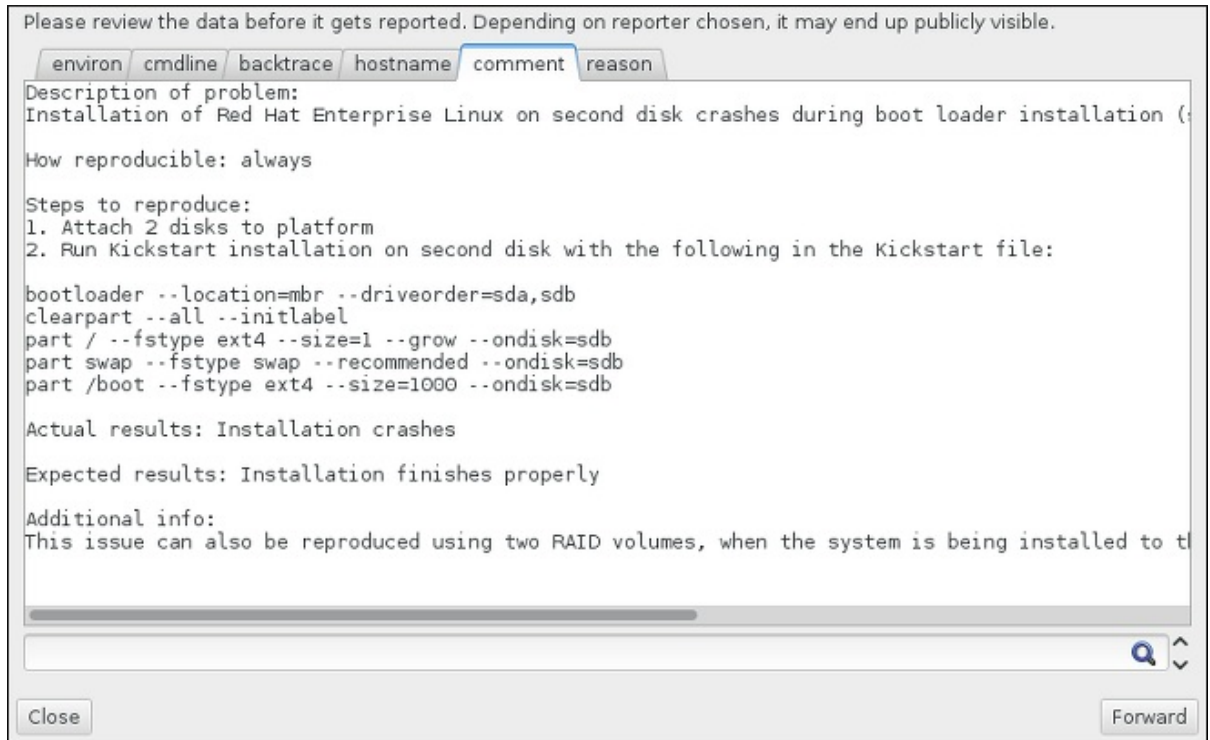 Please review the data before it gets reported. Depending on reporter chosen, it may end up publicly visible.
environ cmdline backtrace hostname comment reason
Description of problem:
Installation of Red Hat Enterprise Linux on second disk crashes during boot loader installation (
How reproducible: always
Steps to reproduce:
1. Attach 2 disks to platform
2. Run Kickstart installation on second disk with the following in the Kickstart file:
bootloader --location=mbr --driveorder=sda,sdb
clearpart --all --initlabel
part / --fstype ext4 --size=1 --grow --ondisk=sdb
part swap --fstype swap --recommended --ondisk=sdb
part /boot --fstype ext4 --size=1000 --ondisk=sdb
Actual results: Installation crashes
Expected results: Installation finishes properly
Additional info:
This issue can also be reproduced using two RAID volumes, when the system is being installed to
Close Forward